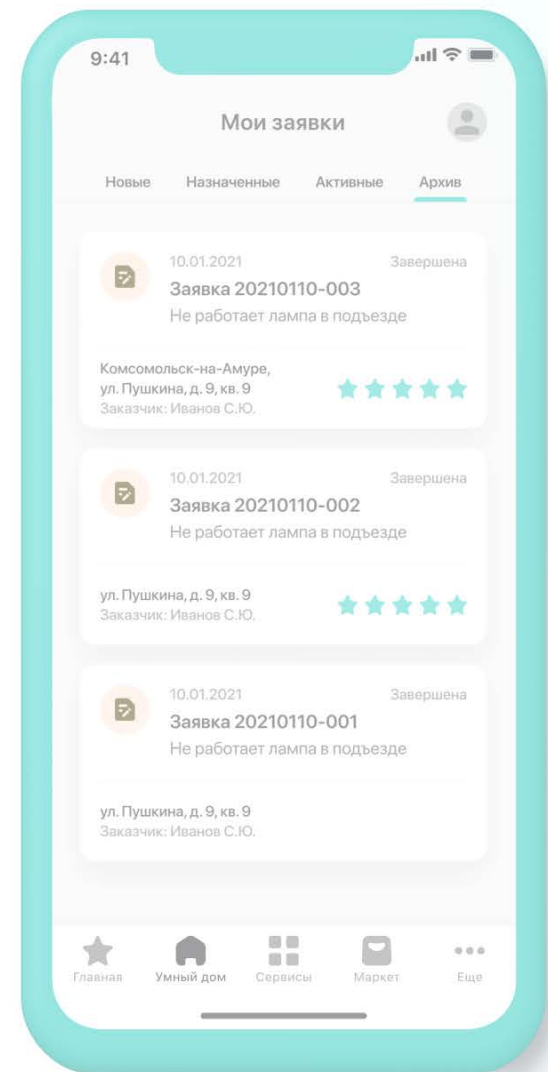 9:41
Мои заявки
Новые Назначенные Активные Архив
10.01.2021 Завершена
Заявка 20210110-003
Не работает лампа в подъезде
Комсомольск-на-Амуре,
ул. Пушкина, д. 9, кв. 9
Заказчик: Иванов С.Ю.
10.01.2021 Завершена
Заявка 20210110-002
Не работает лампа в подъезде
ул. Пушкина, д. 9, кв. 9
Заказчик: Иванов С.Ю.
10.01.2021 Завершена
Заявка 20210110-001
Не работает лампа в подъезде
ул. Пушкина, д. 9, кв. 9
Заказчик: Иванов С.Ю.
Главная Умный дом Сервисы Маркет Еще